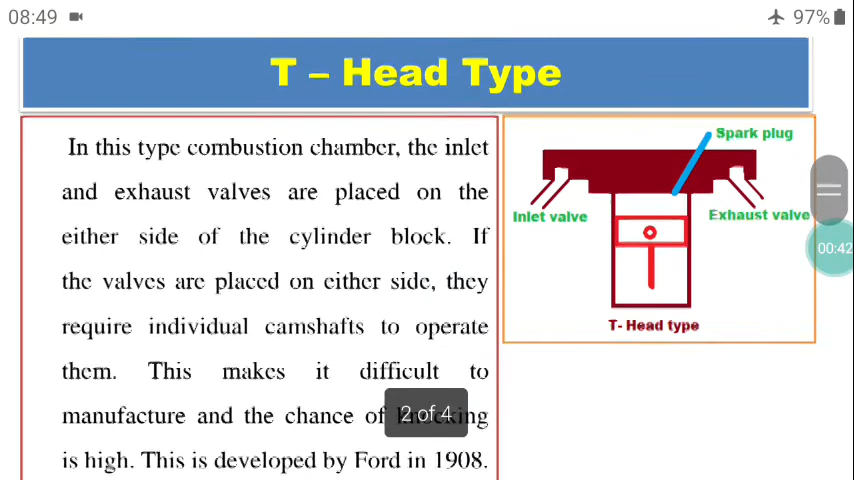 08:49
97%
T – Head Type
In this type combustion chamber, the inlet
and exhaust valves are placed on the
either side of the cylinder block. If
the valves are placed on either side, they
require individual camshafts to operate
them. This makes it difficult to
manufacture and the chance of
is high. This is developed by Ford in 1908.
Spark plug
Inlet valve
Exhaust valve
T- Head type
00:42
2 of 4